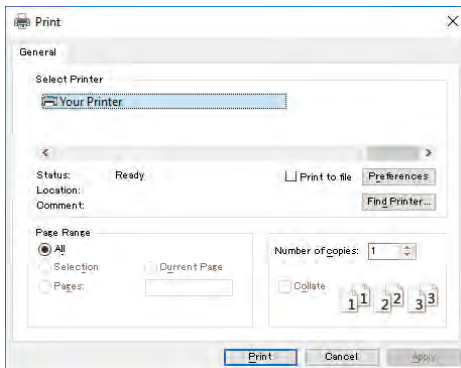 Print
General
Select Printer
Your Printer
Status: Ready Print to file Preferences
Location:
Comment: Find Printer...
Page Range
All Number of copies: 1
Selection Current Page
Pages: Collate
1 1 2 2 3 3
Print Cancel Apply